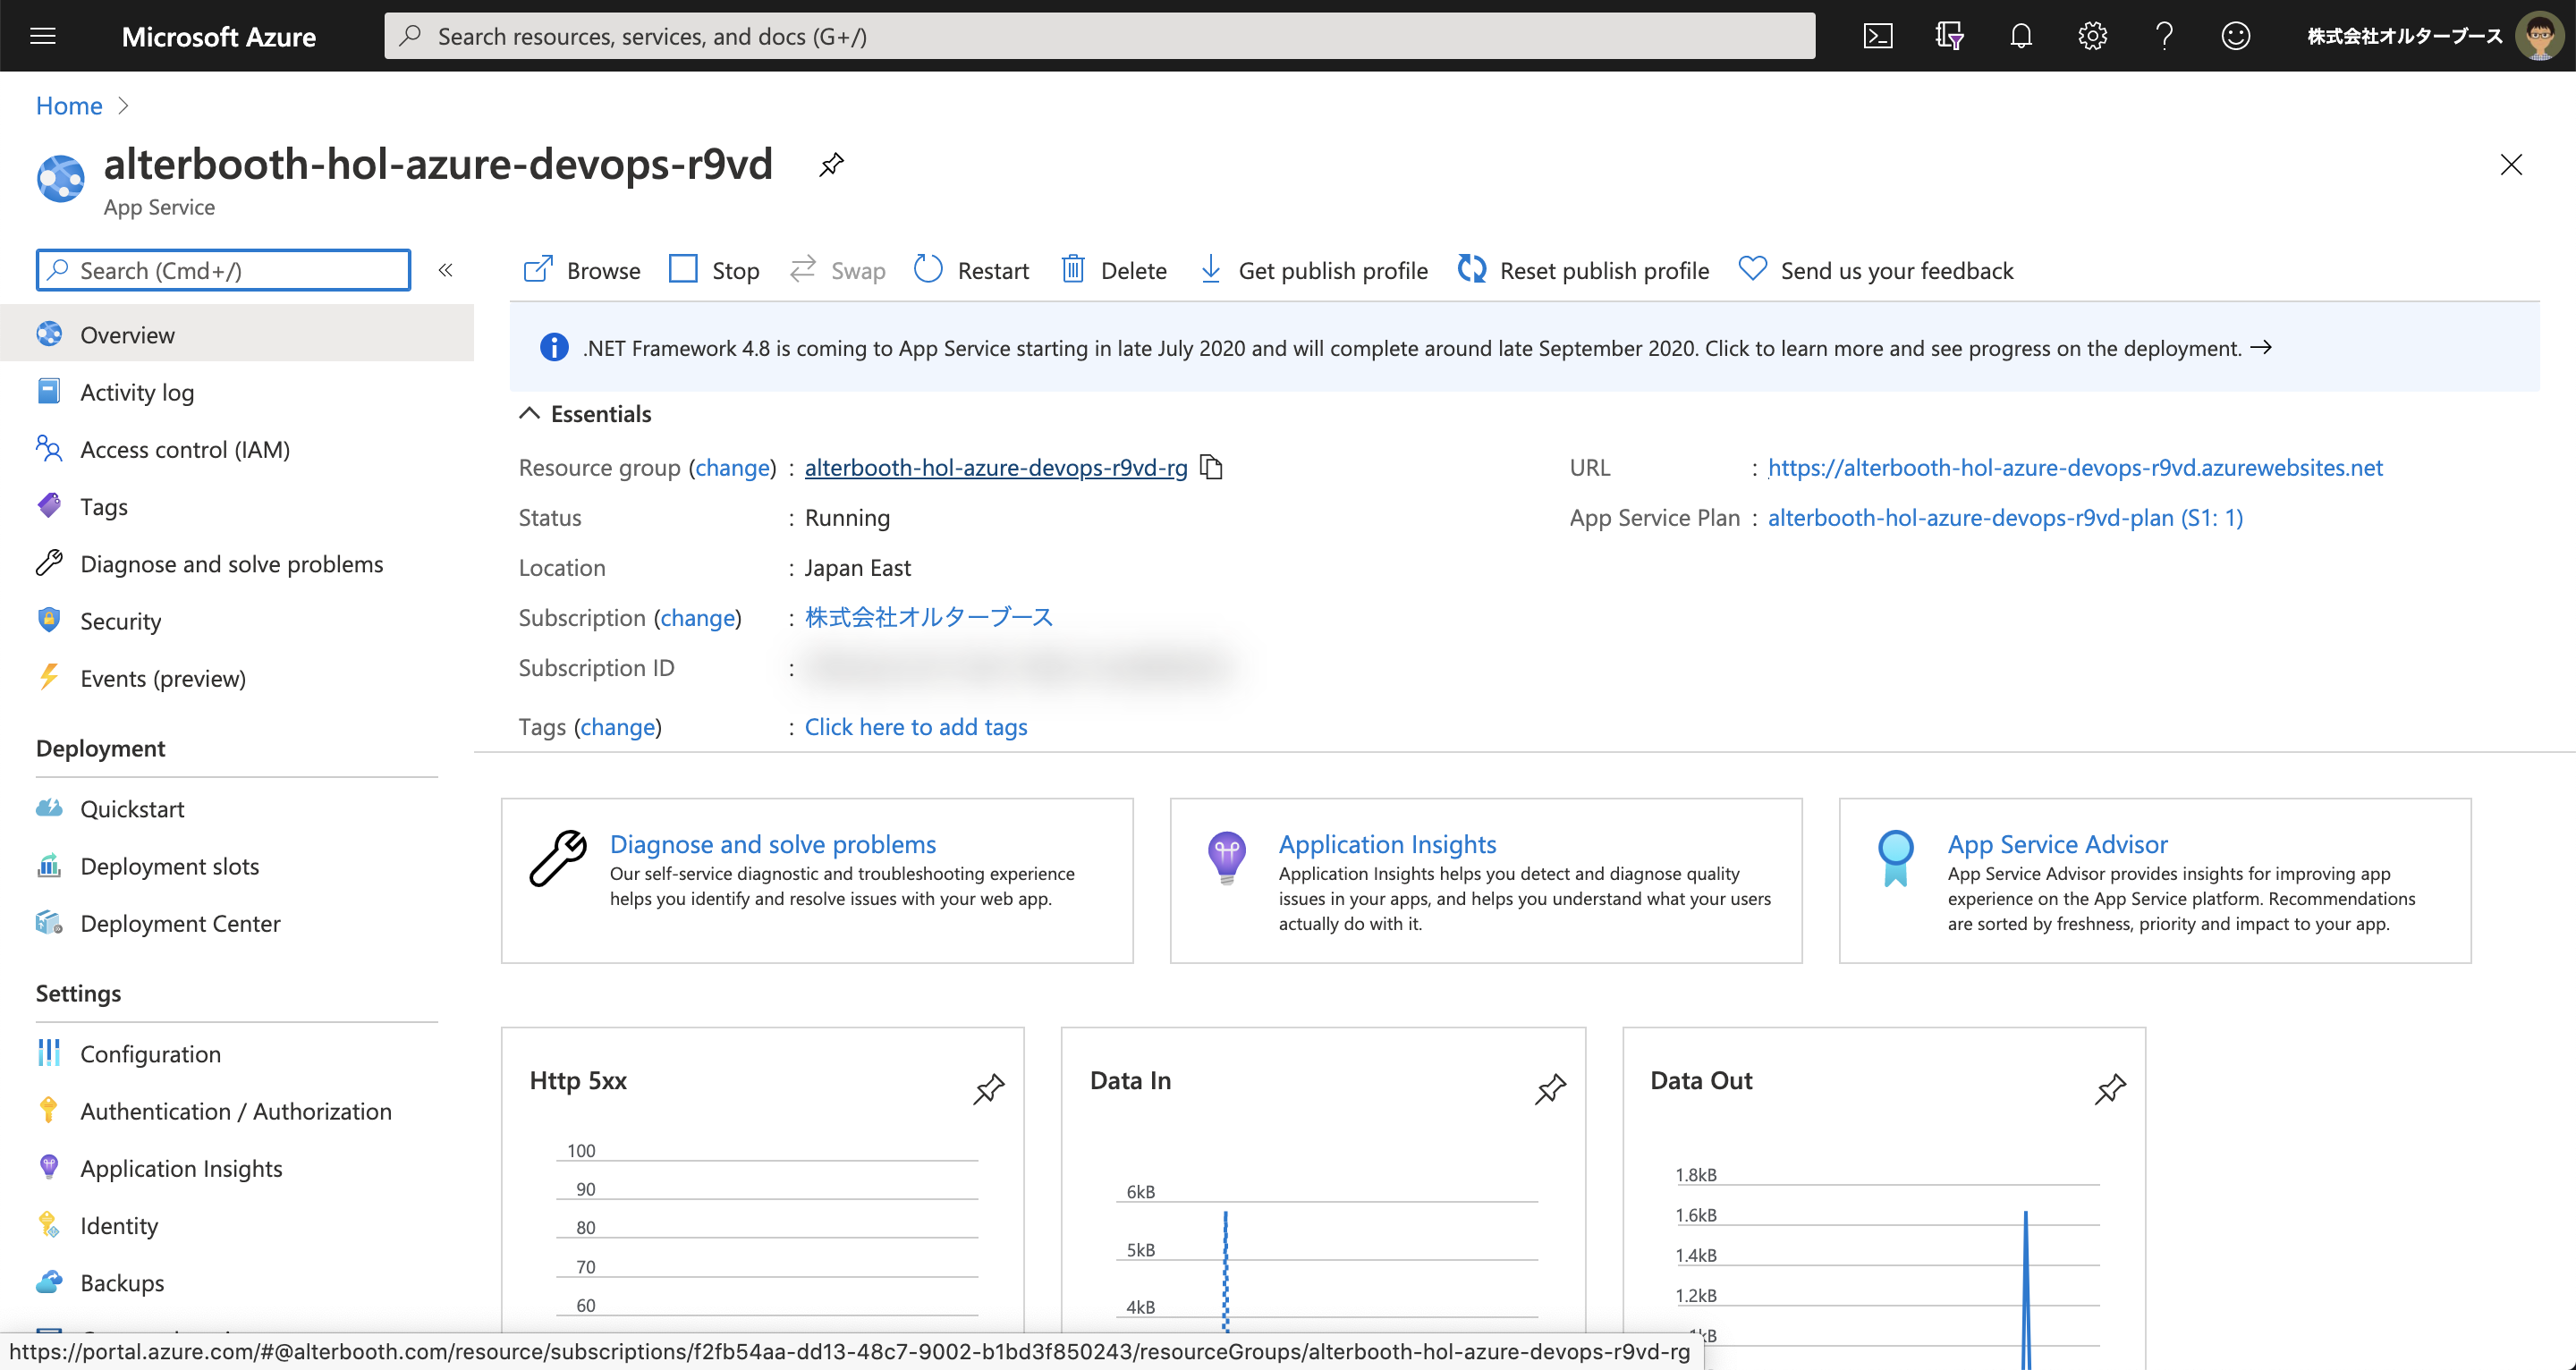 Microsoft Azure
Search resources, services, and docs (G+/)
株式会社オルターブース
Home
alterbooth-hol-azure-devops-r9vd
App Service
Search (Cmd+/)
Browse
Stop
Swap
Restart
Delete
Get publish profile
Reset publish profile
Send us your feedback
Overview
Activity log
Access control (IAM)
Tags
Diagnose and solve problems
Security
Events (preview)
Deployment
Quickstart
Deployment slots
Deployment Center
Settings
Configuration
Authentication / Authorization
Application Insights
Identity
Backups
.NET Framework 4.8 is coming to App Service starting in late July 2020 and will complete around late September 2020. Click to learn more and see progress on the deployment. →
Essentials
Resource group (change) : alterbooth-hol-azure-devops-r9vd-rg
Status : Running
Location : Japan East
Subscription (change) : 株式会社オルターブース
Subscription ID :
Tags (change) : Click here to add tags
URL : https://alterbooth-hol-azure-devops-r9vd.azurewebsites.net
App Service Plan : alterbooth-hol-azure-devops-r9vd-plan (S1: 1)
Diagnose and solve problems
Our self-service diagnostic and troubleshooting experience
helps you identify and resolve issues with your web app.
Application Insights
Application Insights helps you detect and diagnose quality
issues in your apps, and helps you understand what your users
actually do with it.
App Service Advisor
App Service Advisor provides insights for improving app
experience on the App Service platform. Recommendations
are sorted by freshness, priority and impact to your app.
Http 5xx
100
90
80
70
60
Data In
6kB
5kB
4kB
Data Out
1.8kB
1.6kB
1.4kB
1.2kB
1kB
https://portal.azure.com/#@alterbooth.com/resource/subscriptions/f2fb54aa-dd13-48c7-9002-b1bd3f850243/resourceGroups/alterbooth-hol-azure-devops-r9vd-rg